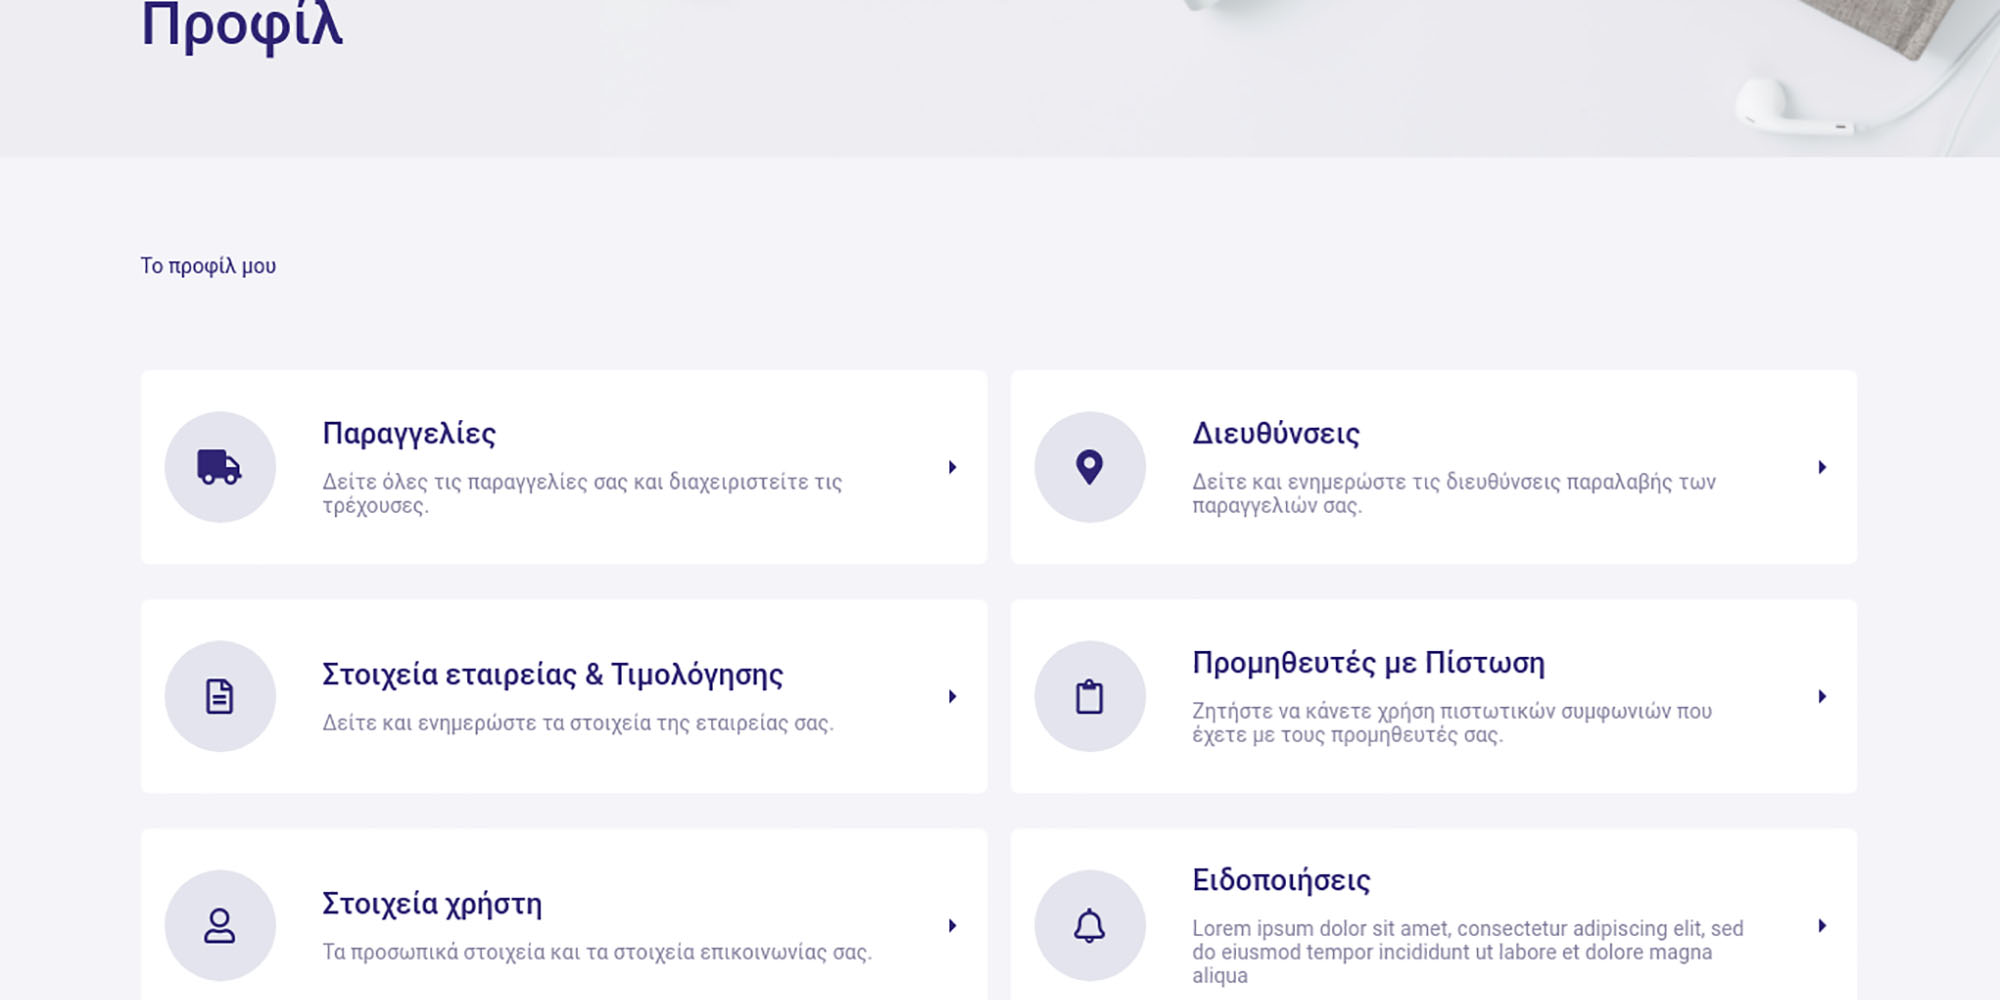 Προφίλ
Το προφίλ μου
Παραγγελίες
Δείτε όλες τις παραγγελίες σας και διαχειριστείτε τις
τρέχουσες.
Διευθύνσεις
Δείτε και ενημερώστε τις διευθύνσεις παραλαβής των
παραγγελιών σας.
Στοιχεία εταιρείας & Τιμολόγησης
Δείτε και ενημερώστε τα στοιχεία της εταιρείας σας.
Προμηθευτές με Πίστωση
Ζητήστε να κάνετε χρήση πιστωτικών συμφωνιών που
έχετε με τους προμηθευτές σας.
Στοιχεία χρήστη
Τα προσωπικά στοιχεία και τα στοιχεία επικοινωνίας σας.
Ειδοποιήσεις
Lorem ipsum dolor sit amet, consectetur adipiscing elit, sed
do eiusmod tempor incididunt ut labore et dolore magna
aliqua